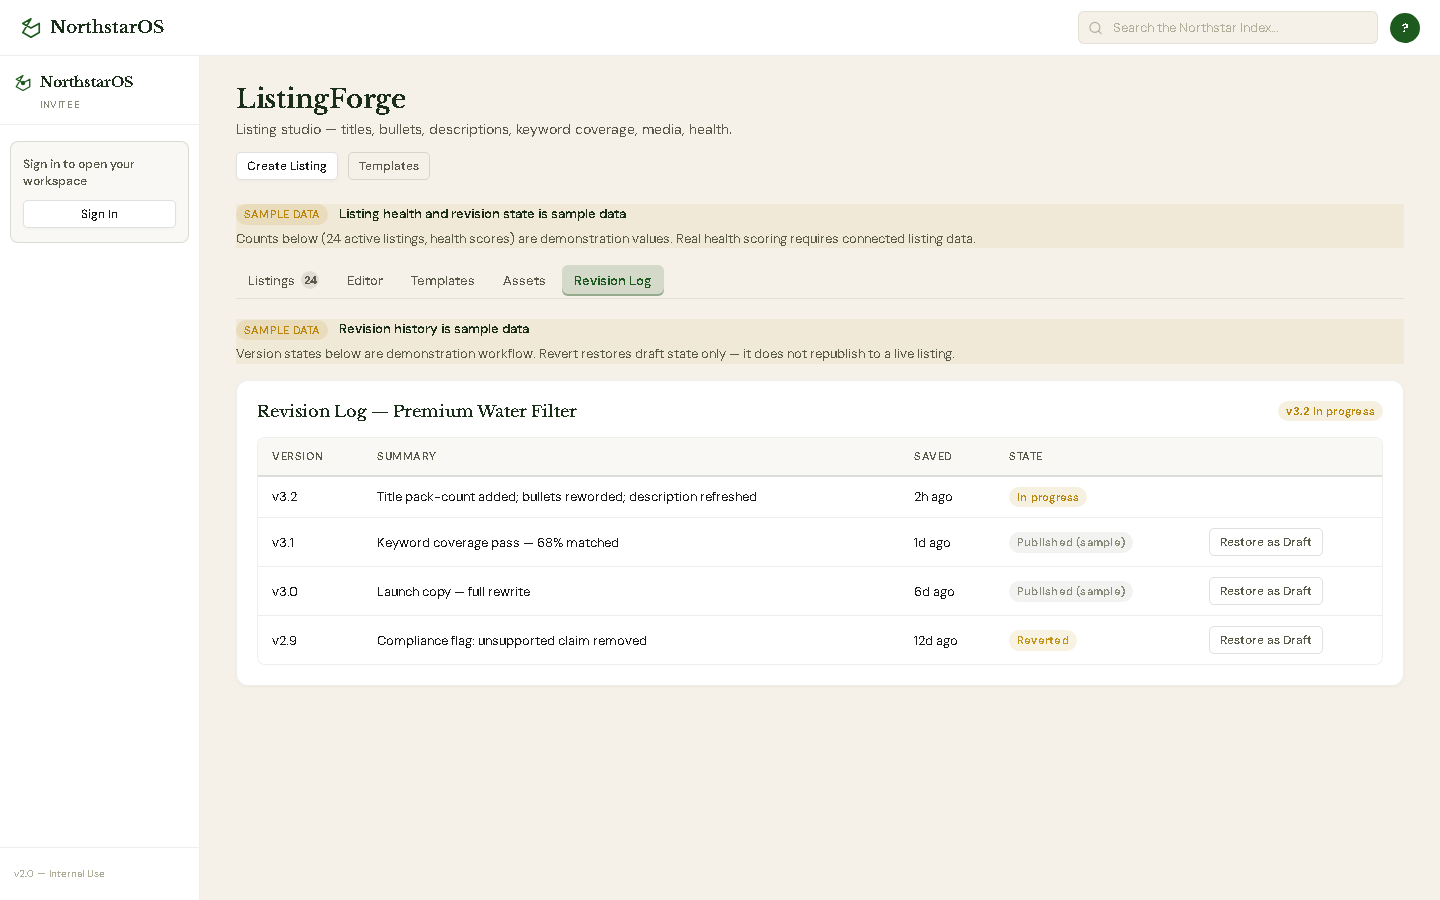 NorthstarOS
Search the Northstar Index...
?
NorthstarOS
INVITEE
Sign in to open your
workspace
Sign In
v2.0 — Internal Use
ListingForge
Listing studio — titles, bullets, descriptions, keyword coverage, media, health.
Create Listing
Templates
SAMPLE DATA Listing health and revision state is sample data
Counts below (24 active listings, health scores) are demonstration values. Real health scoring requires connected listing data.
Listings 24 Editor Templates Assets Revision Log
SAMPLE DATA Revision history is sample data
Version states below are demonstration workflow. Revert restores draft state only — it does not republish to a live listing.
Revision Log — Premium Water Filter
v3.2 In progress
VERSION SUMMARY SAVED STATE
v3.2 Title pack-count added; bullets reworded; description refreshed 2h ago In progress
v3.1 Keyword coverage pass — 68% matched 1d ago Published (sample) Restore as Draft
v3.0 Launch copy — full rewrite 6d ago Published (sample) Restore as Draft
v2.9 Compliance flag: unsupported claim removed 12d ago Reverted Restore as Draft